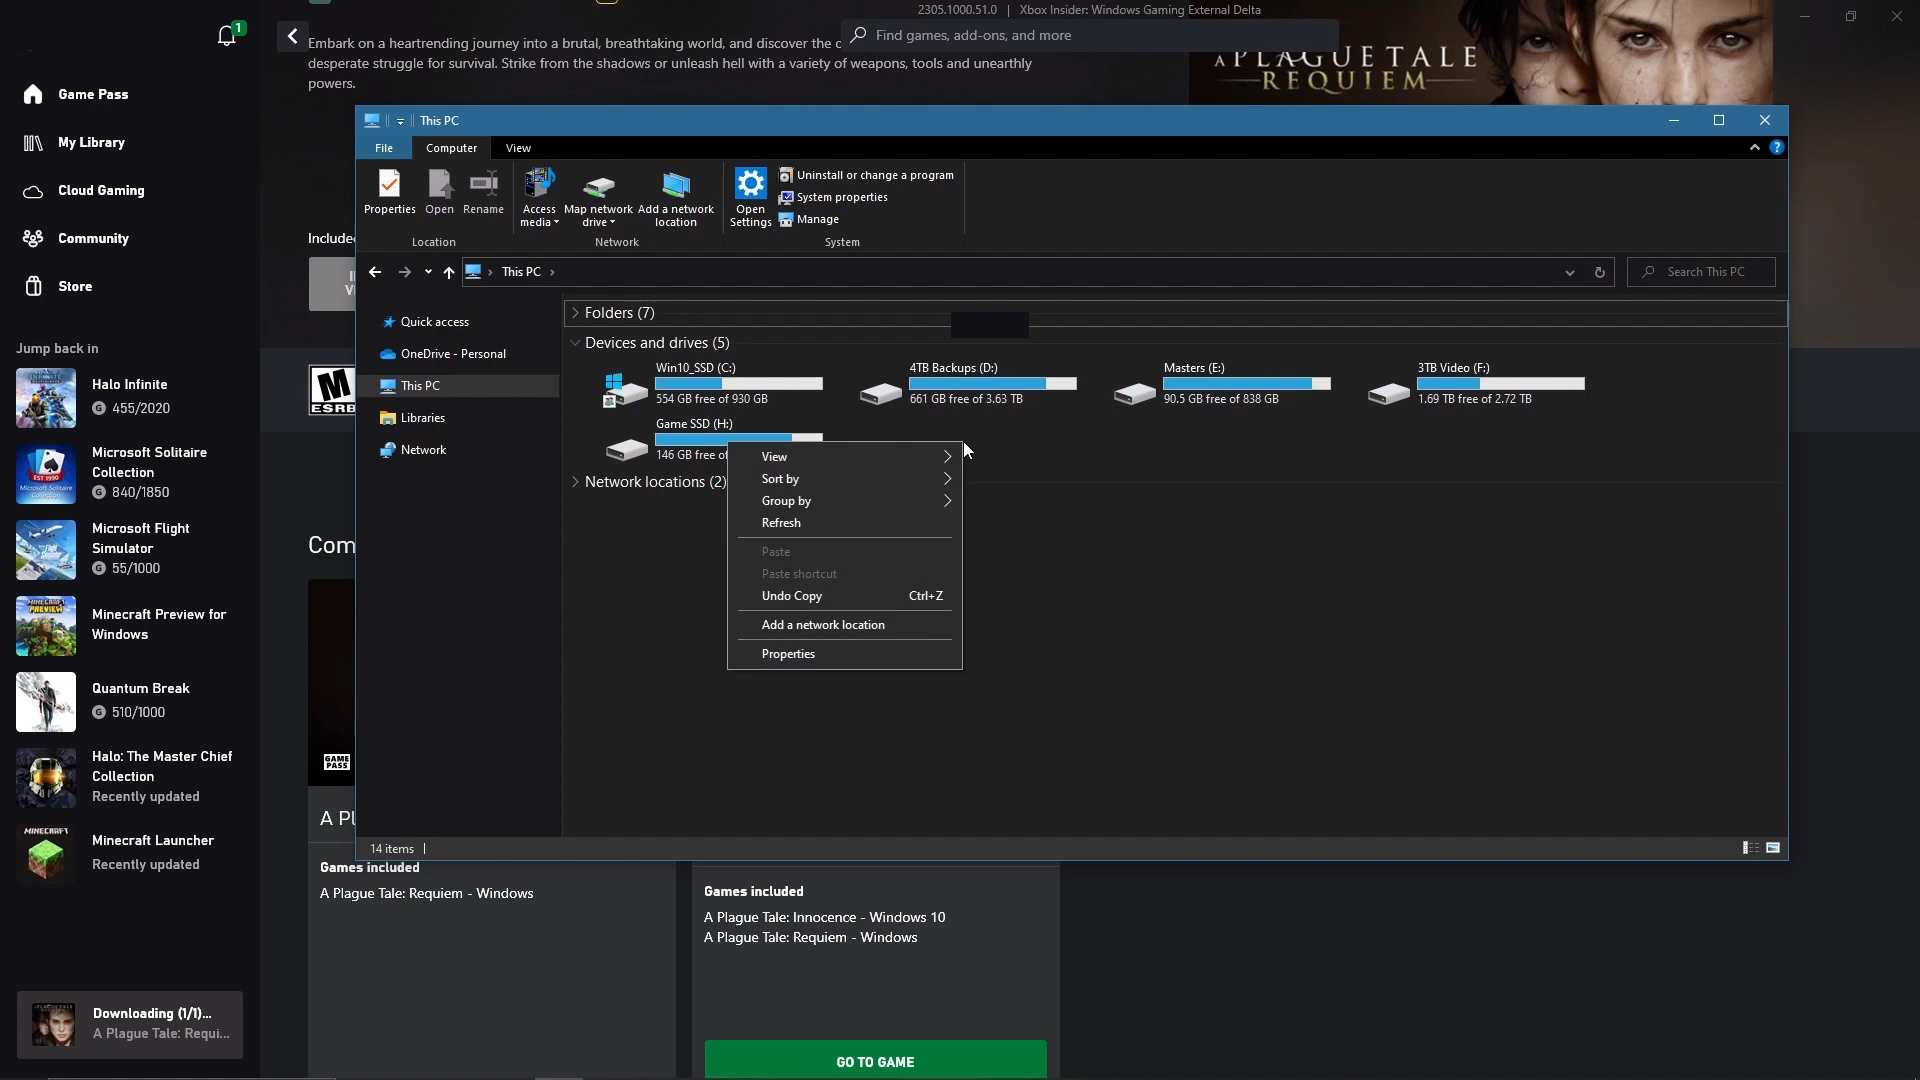 2305.1000.51.0 | Xbox Insider: Windows Gaming External Delta
1
Embark on a heartrending journey into a brutal, breathtaking world, and discover the c
desperate struggle for survival. Strike from the shadows or unleash hell with a variety of weapons, tools and unearthly
powers.
Find games, add-ons, and more
A PLAGUE TALE
REQUIEM
Game Pass
My Library
Cloud Gaming
Community
Store
Jump back in
Halo Infinite
G 455/2020
Microsoft Solitaire
Collection
G 840/1850
EST 1990
Microsoft Solitaire
Collection
Microsoft Flight
Simulator
G 55/1000
Minecraft Preview for
Windows
MINECRAFT
PREVIEW
Quantum Break
G 510/1000
Halo: The Master Chief
Collection
Recently updated
MINECRAFT
Minecraft Launcher
Recently updated
Downloading (1/1)...
A Plague Tale: Requi...
Include
M
ESRB
Com
GAME
PASS
A Pl
This PC
File
Computer
View
Properties
Open
Rename
Access
media
Map network
drive
Add a network
location
Open
Settings
Uninstall or change a program
System properties
Manage
Location
Network
System
This PC
Search This PC
Quick access
OneDrive - Personal
This PC
Libraries
Network
Folders (7)
Devices and drives (5)
Win10_SSD (C:)
554 GB free of 930 GB
4TB Backups (D:)
661 GB free of 3.63 TB
Masters (E:)
90.5 GB free of 838 GB
3TB Video (F:)
1.69 TB free of 2.72 TB
Game SSD (H:)
146 GB free of
Network locations (2)
View
Sort by
Group by
Refresh
Paste
Paste shortcut
Undo Copy Ctrl+Z
Add a network location
Properties
14 items
Games included
A Plague Tale: Requiem - Windows
Games included
A Plague Tale: Innocence - Windows 10
A Plague Tale: Requiem - Windows
GO TO GAME